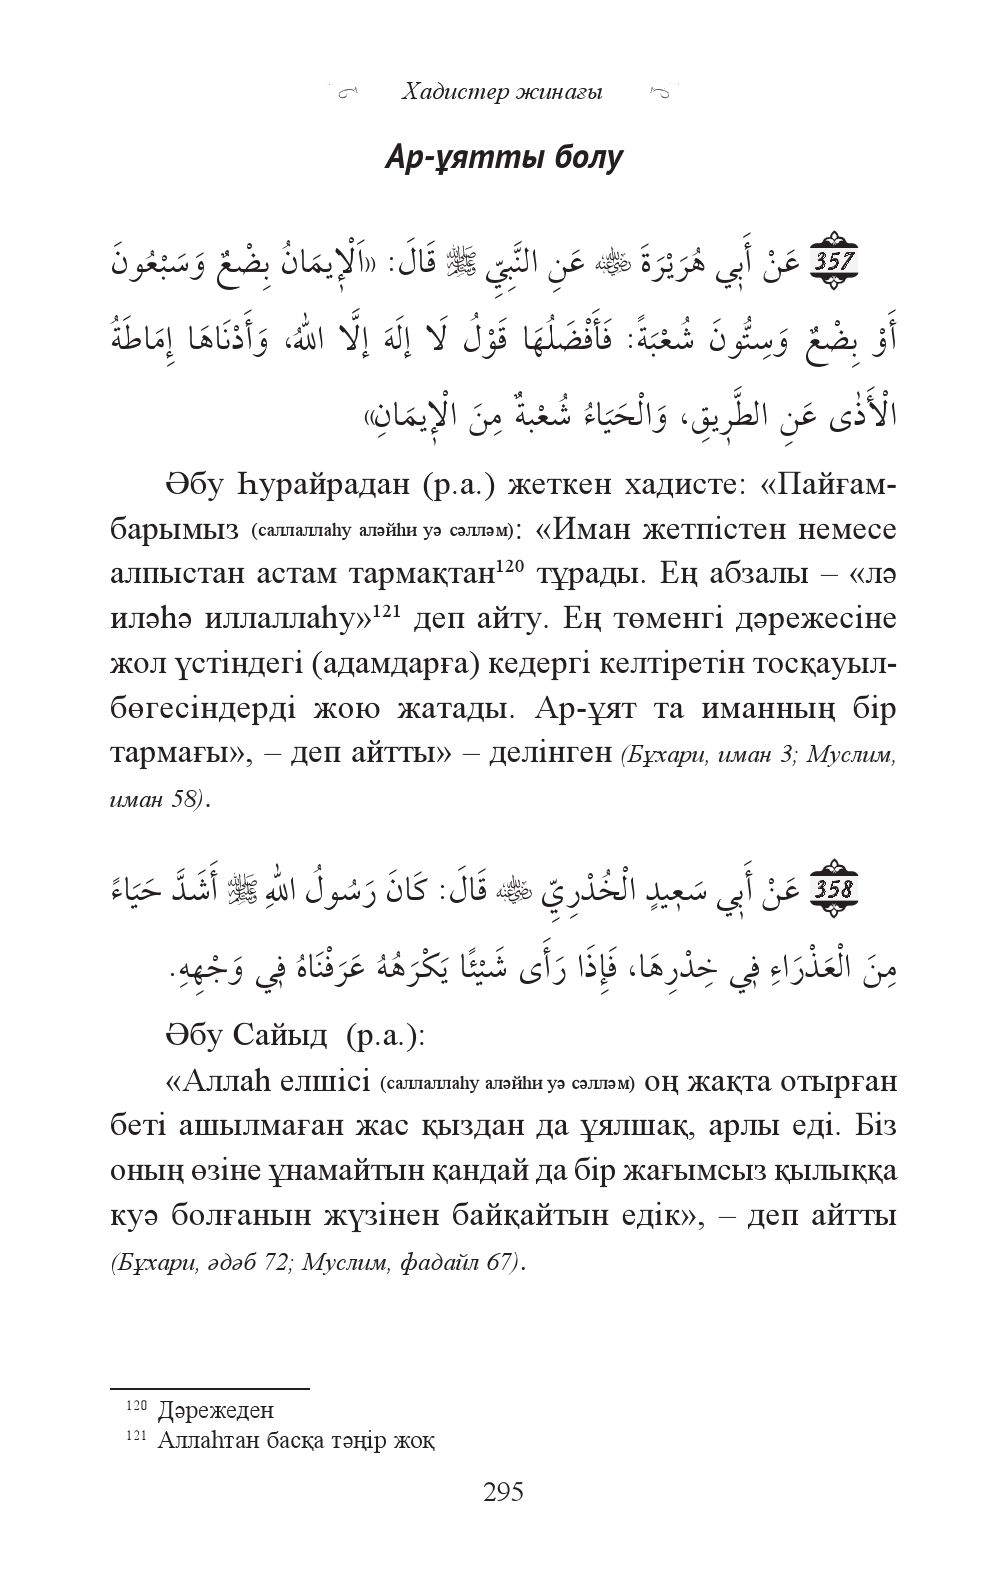 Хадистер жинағы
Ар-ұятты болу
357 عَنْ أَبِي هُرَيْرَةَ ﷺ عَنِ النَّبِيِّ ﷺ قَالَ: «اَلْإِيمَانُ بِضْعٌ وَسَبْعُونَ
أَوْ بِضْعٌ وَسِتُّونَ شُعْبَةً: فَأَفْضَلُهَا قَوْلُ لَا إِلَهَ إِلَّا اللهُ، وَأَدْنَاهَا إِمَاطَةُ
الْأَذٰى عَنِ الطَّرِيقِ، وَالْحَيَاءُ شُعْبةٌ مِنَ الْإِيمَانِ»
Әбу Һурайрадан (р.а.) жеткен хадисте: «Пайғам-
барымыз (саллаллаһу аләйһи уә сәлләм): «Иман жетпістен немесе
алпыстан астам тармақтан120 тұрады. Ең абзалы – «лә
иләһә иллаллаһу»121 деп айту. Ең төменгі дәрежесіне
жол үстіндегі (адамдарға) кедергі келтіретін тосқауыл-
бөгесіндерді жою жатады. Ар-ұят та иманның бір
тармағы», – деп айтты» – делінген (Бұхари, иман 3; Муслим,
иман 58).
358 عَنْ أَبِي سَعِيدٍ الْخُدْرِيِّ ﷺ قَالَ: كَانَ رَسُولُ اللهِ ﷺ أَشَدَّ حَيَاءً
مِنَ الْعَذْرَاءِ فِي خِدْرِهَا، فَإِذَا رَأَى شَيْئًا يَكْرَهُهُ عَرَفْنَاهُ فِي وَجْهِهِ.
Әбу Сайыд (р.а.):
«Аллаһ елшісі (саллаллаһу аләйһи уә сәлләм) оң жақта отырған
беті ашылмаған жас қыздан да ұялшақ, арлы еді. Біз
оның өзіне ұнамайтын қандай да бір жағымсыз қылыққа
куә болғанын жүзінен байқайтын едік», – деп айтты
(Бұхари, әдәб 72; Муслим, фадайл 67).
120 Дәрежеден
121 Аллаһтан басқа тәңір жоқ
295